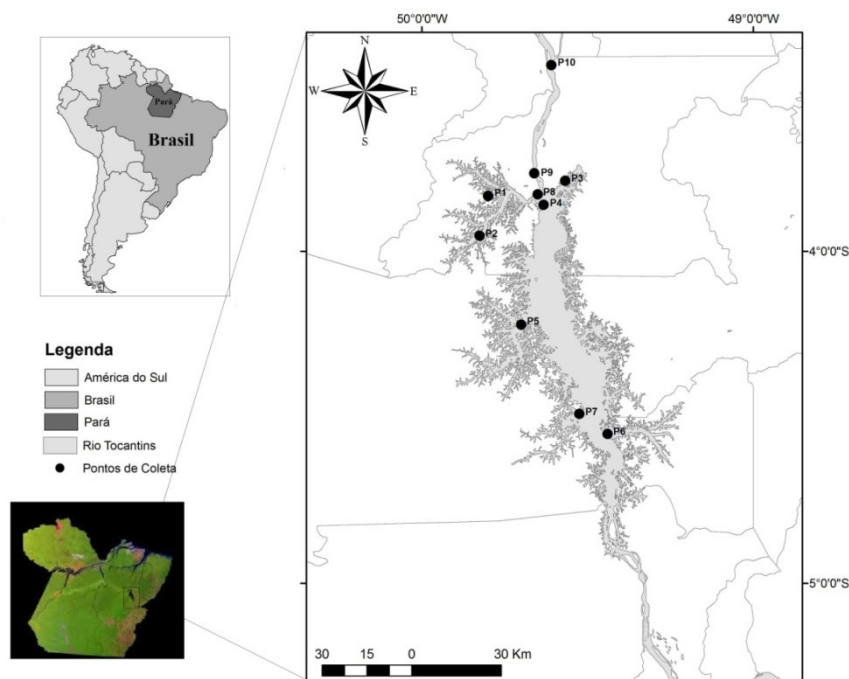 50°0'0"W 49°0'0"W
N
W E
S
Pará
Brasil
P10
P9
P3
P1
P8
P4
P2
4°0'0"S
P5
P7
P6
5°0'0"S
Legenda
América do Sul
Brasil
Pará
Rio Tocantins
Pontos de Coleta
30 15 0 30 Km